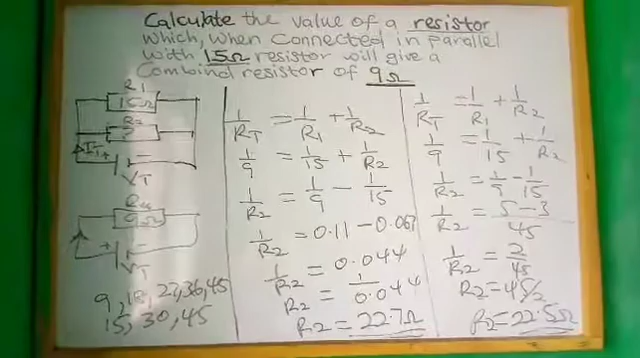 Calculate the value of a resistor
which, when connected in parallel
with 15Ω resistor will give a
Combind resistor of 9Ω
R1
15Ω
R2
?
IT +
-
VT
9Ω
+
-
VT
9, 18, 27, 36, 45
15, 30, 45
1/RT = 1/R1 + 1/R2
1/9 = 1/15 + 1/R2
1/R2 = 1/9 - 1/15
1/R2 = 0.11 - 0.067
1/R2 = 0.044
R2 = 1/0.044
R2 = 22.7Ω
1/RT = 1/R1 + 1/R2
1/9 = 1/15 + 1/R2
1/R2 = 1/9 - 1/15
1/R2 = 5-3/45
1/R2 = 2/45
R2 = 45/2
R2 = 22.5Ω